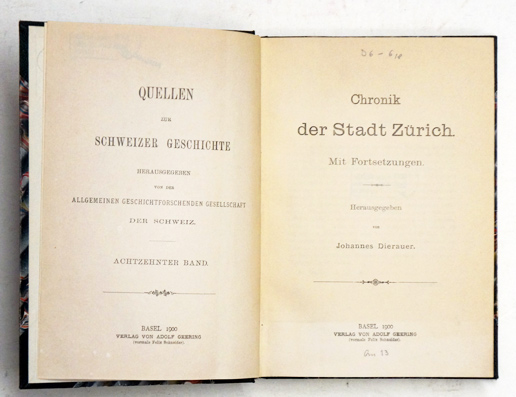 QUELLEN
ZUR
SCHWEIZER GESCHICHTE
HERAUSGEGEBEN
VON DER
ALLGEMEINEN GESCHICHTFORSCHENDEN GESELLSCHAFT
DER SCHWEIZ.
ACHTZEHNTER BAND.
BASEL 1900
VERLAG VON ADOLF GEERING
(vormals Felix Schneider).
Chronik
der Stadt Zürich.
Mit Fortsetzungen.
Herausgegeben
von
Johannes Dierauer.
BASEL 1900
VERLAG VON ADOLF GEERING
(vormals Felix Schneider).